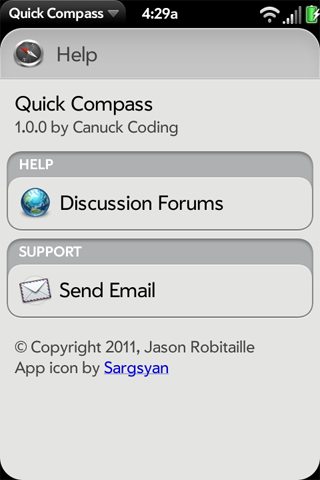 Quick Compass 4:29a
Help
Quick Compass
1.0.0 by Canuck Coding
HELP
Discussion Forums
SUPPORT
Send Email
© Copyright 2011, Jason Robitaille
App icon by Sargsyan